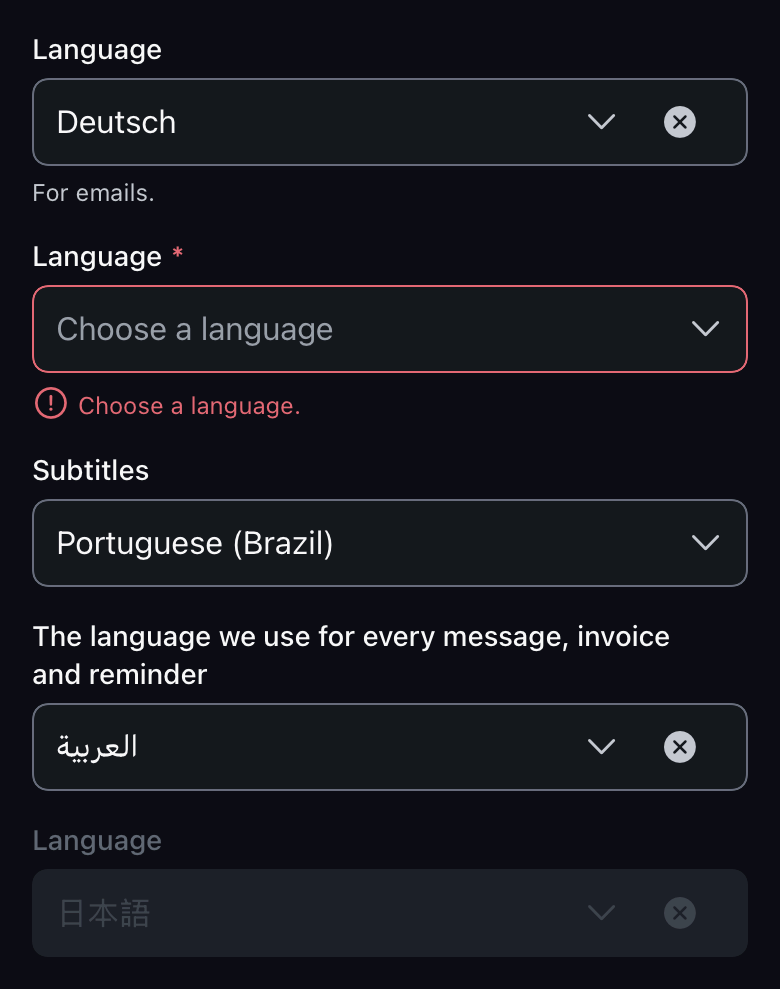 Language
Deutsch
For emails.
Language *
Choose a language
Choose a language.
Subtitles
Portuguese (Brazil)
The language we use for every message, invoice
and reminder
العربية
Language
日本語